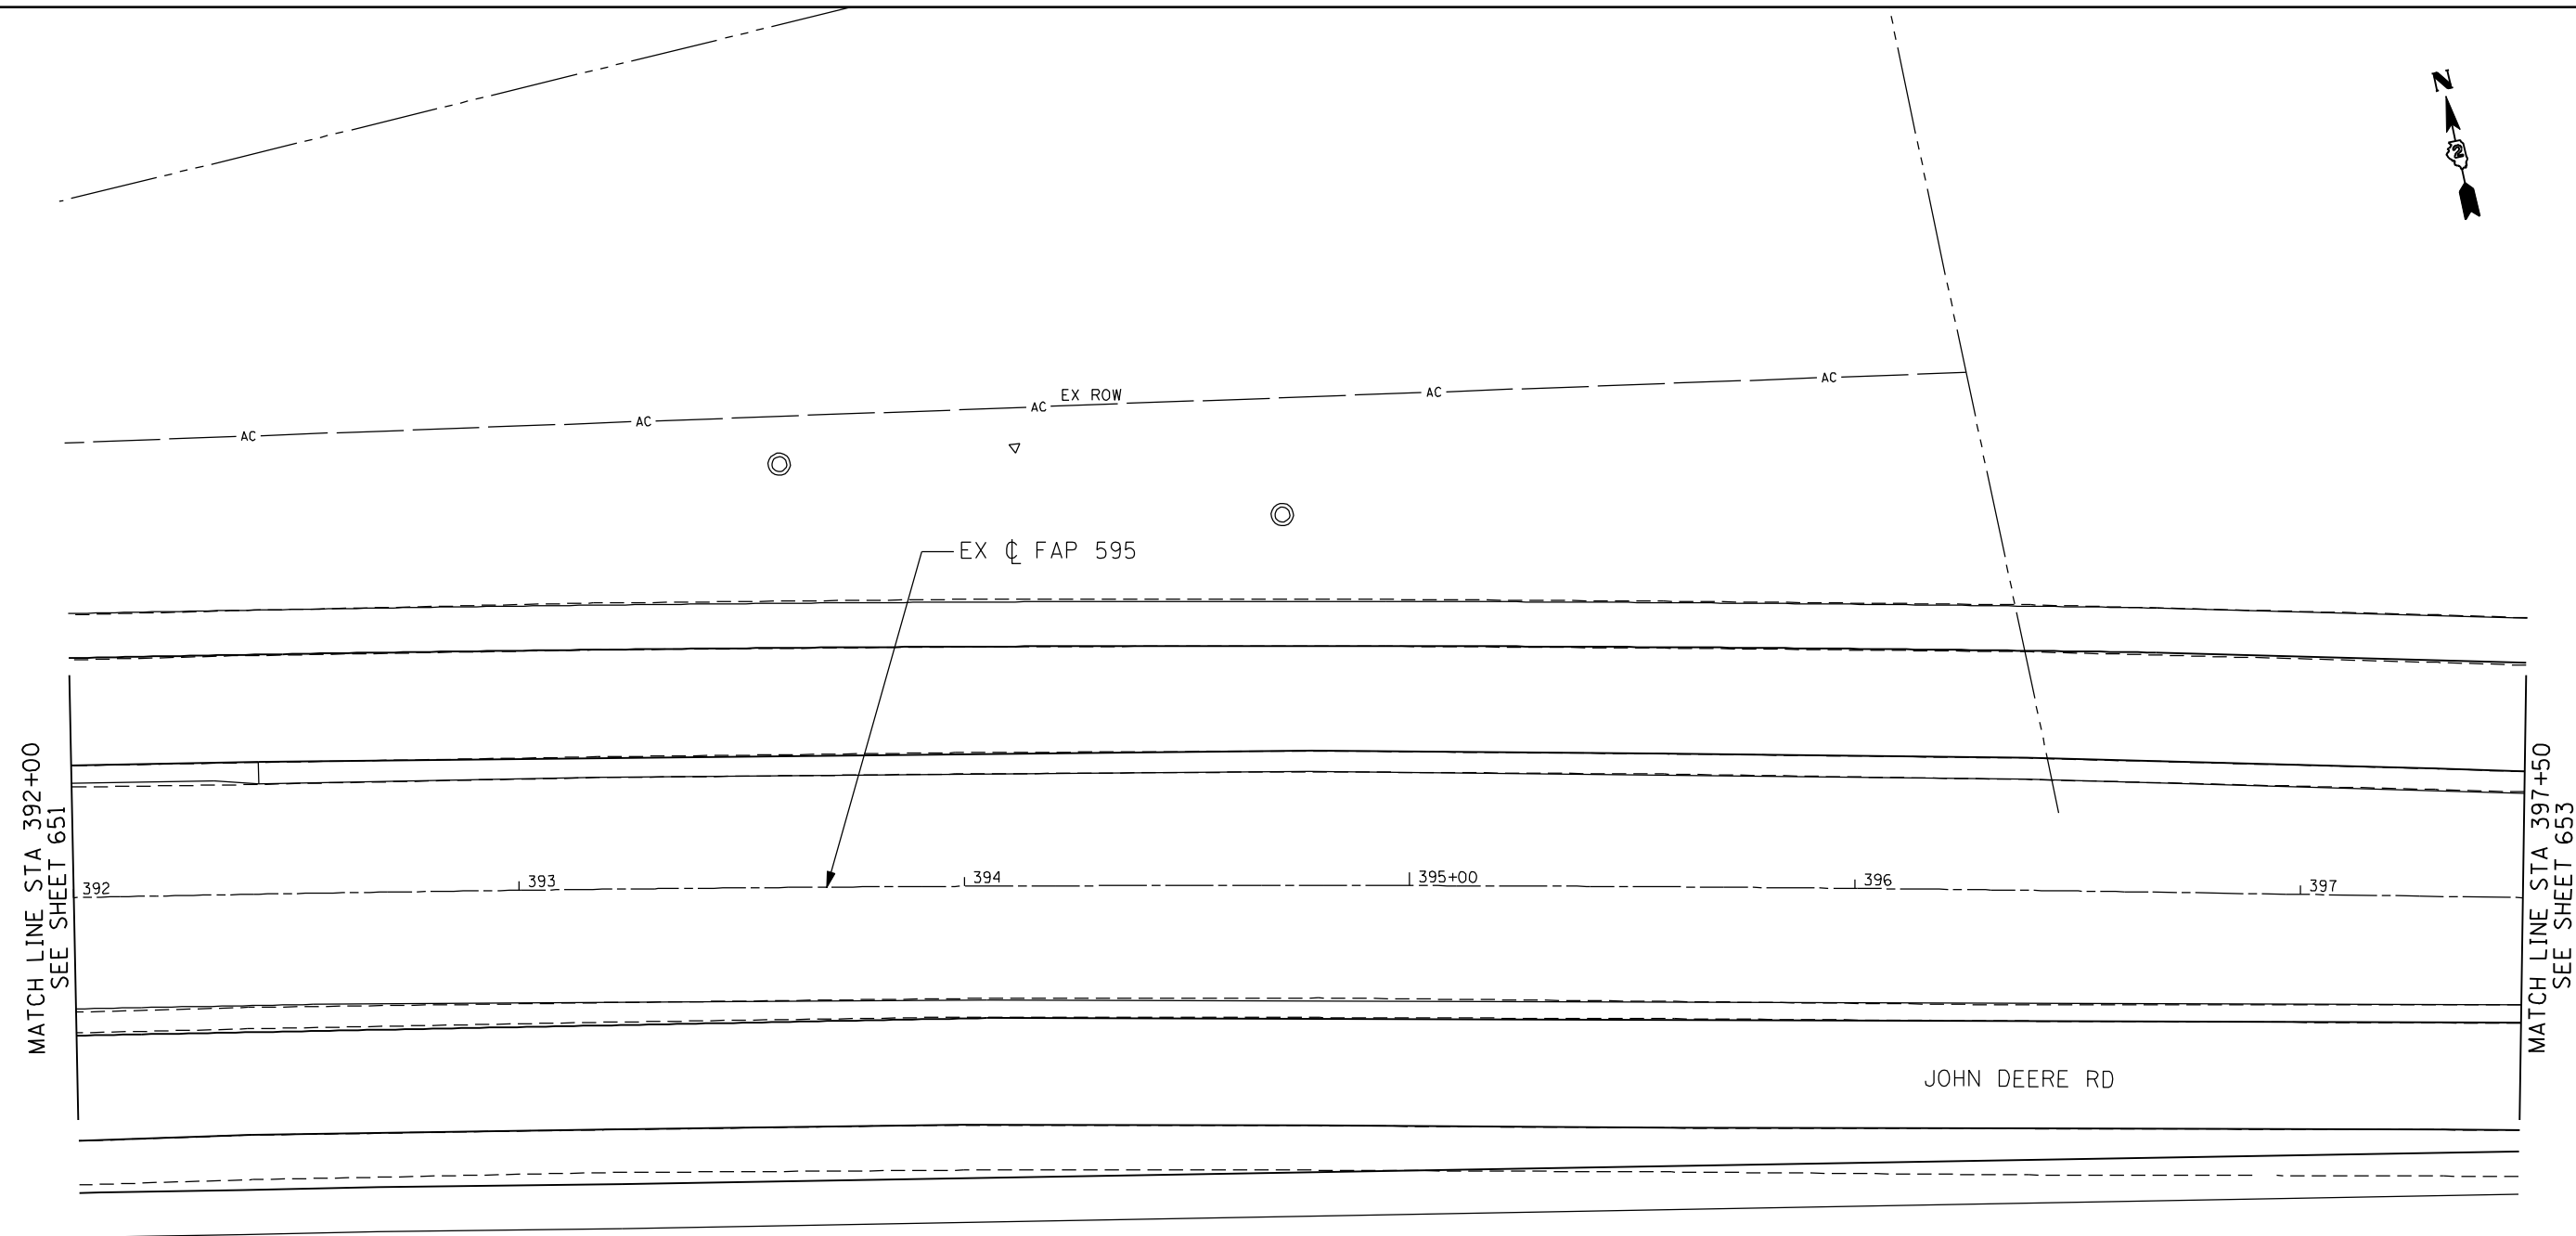 N
2
AC
AC
AC
EX ROW
AC
AC
EX ℄ FAP 595
392
393
394
395+00
396
397
MATCH LINE STA 392+00
SEE SHEET 651
MATCH LINE STA 397+50
SEE SHEET 653
JOHN DEERE RD